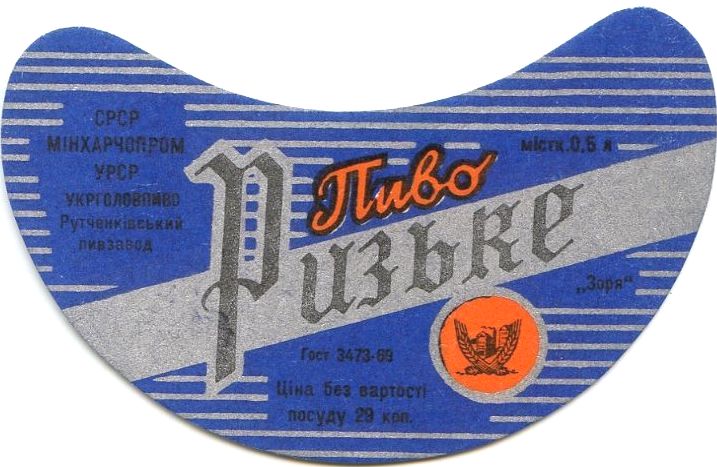 СРСР
МІНХАРЧОПРОМ
УРСР
УКРГОЛОВПИВО
Рутченківський
пивзавод
Пиво
містк. 0,5 л
Ризьке
„Зоря"
Гост 3473-69
Ціна без вартості
посуду 29 коп.